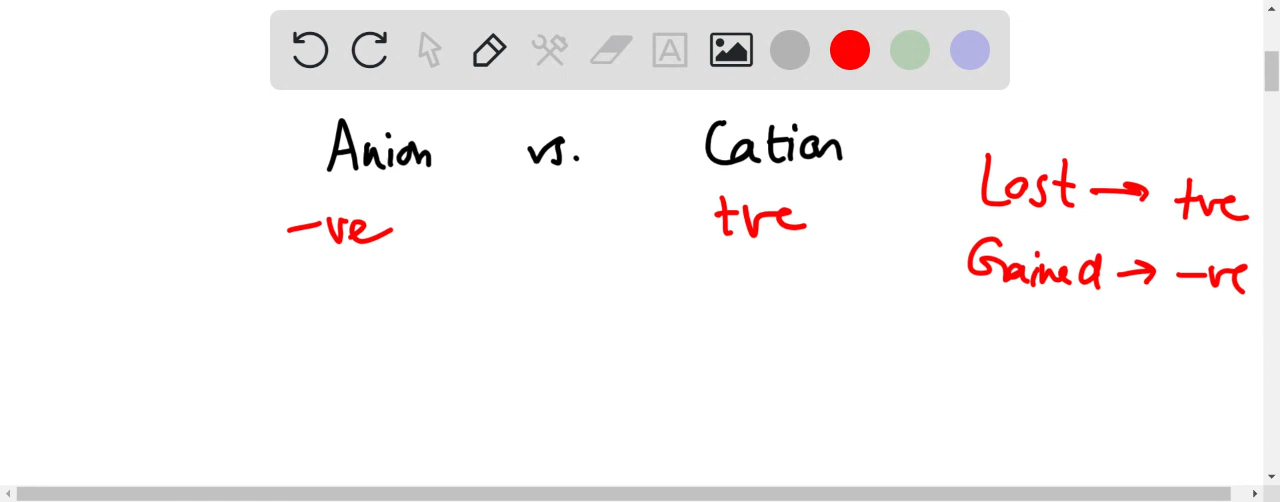 Anion vs. Cation
-ve +ve
Lost → +ve
Gained → -ve